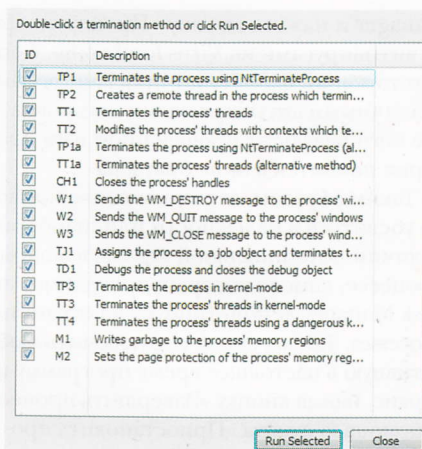 Double-click a termination method or click Run Selected.
ID Description
TP1 Terminates the process using NtTerminateProcess
TP2 Creates a remote thread in the process which termin...
TT1 Terminates the process' threads
TT2 Modifies the process' threads with contexts which te...
TP1a Terminates the process using NtTerminateProcess (al...
TT1a Terminates the process' threads (alternative method)
CH1 Closes the process' handles
W1 Sends the WM_DESTROY message to the process' wi...
W2 Sends the WM_QUIT message to the process' windows
W3 Sends the WM_CLOSE message to the process' wind...
TJ1 Assigns the process to a job object and terminates t...
TD1 Debugs the process and closes the debug object
TP3 Terminates the process in kernel-mode
TT3 Terminates the process' threads in kernel-mode
TT4 Terminates the process' threads using a dangerous k...
M1 Writes garbage to the process' memory regions
M2 Sets the page protection of the process' memory reg...
Run Selected Close